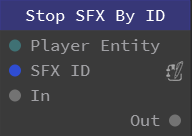 Stop SFX By ID
Player Entity
SFX ID
In
Out